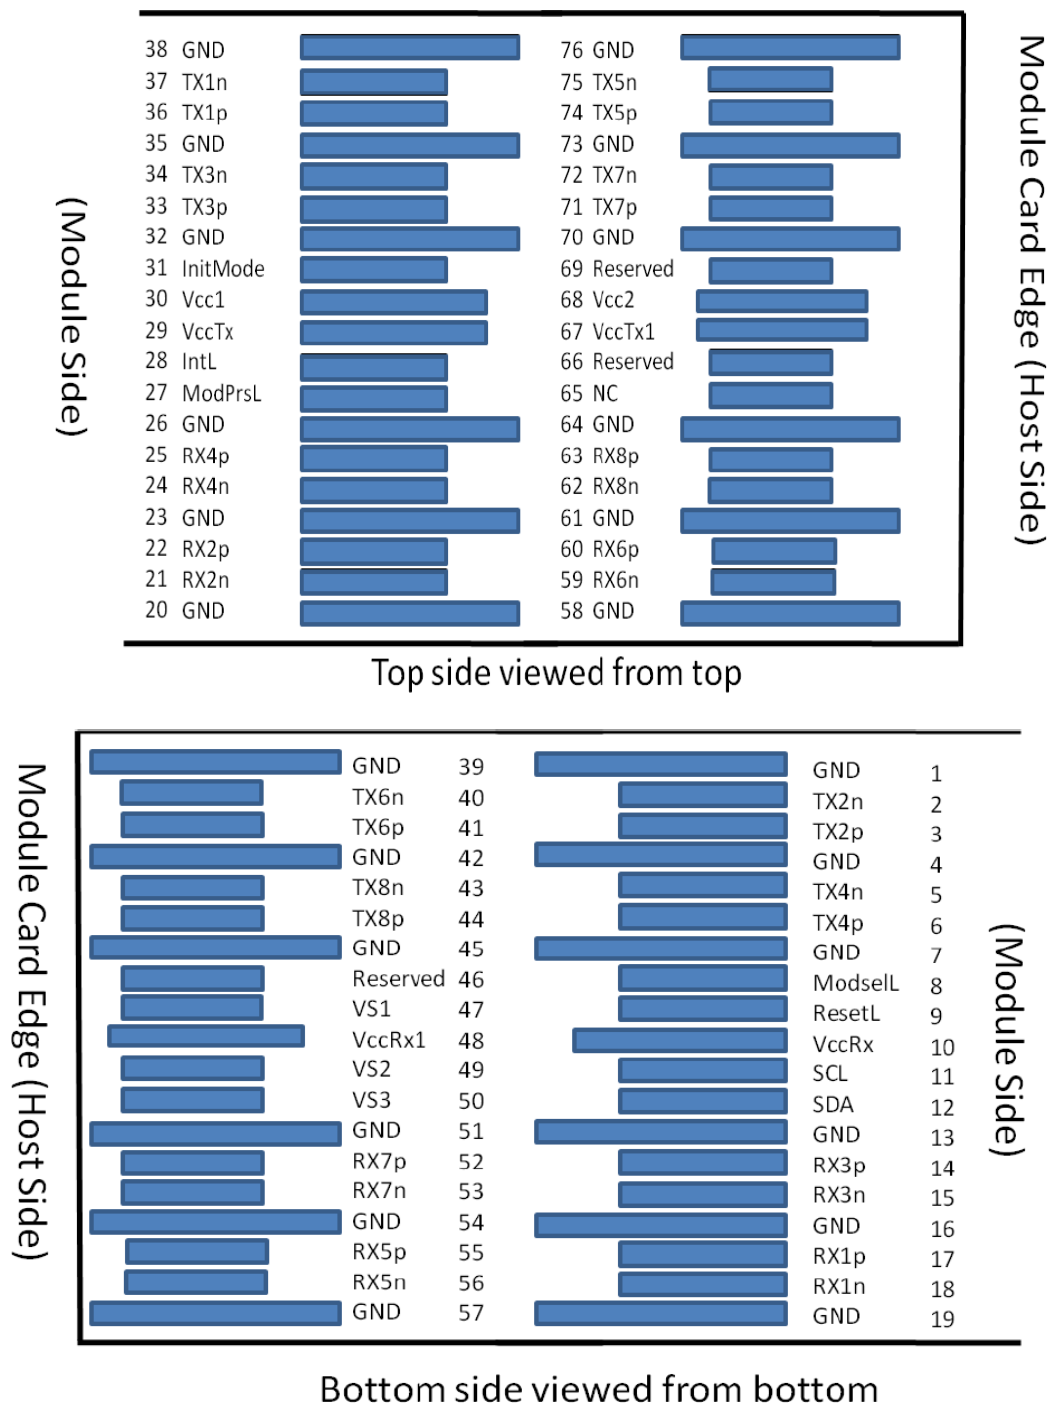 38 GND 76 GND
37 TX1n 75 TX5n
36 TX1p 74 TX5p
35 GND 73 GND
34 TX3n 72 TX7n
33 TX3p 71 TX7p
32 GND 70 GND
31 InitMode 69 Reserved
30 Vcc1 68 Vcc2
29 VccTx 67 VccTx1
28 IntL 66 Reserved
27 ModPrsL 65 NC
26 GND 64 GND
25 RX4p 63 RX8p
24 RX4n 62 RX8n
23 GND 61 GND
22 RX2p 60 RX6p
21 RX2n 59 RX6n
20 GND 58 GND
(Module Side)
Module Card Edge (Host Side)
Top side viewed from top
GND 39 GND 1
TX6n 40 TX2n 2
TX6p 41 TX2p 3
GND 42 GND 4
TX8n 43 TX4n 5
TX8p 44 TX4p 6
GND 45 GND 7
Reserved 46 ModselL 8
VS1 47 ResetL 9
VccRx1 48 VccRx 10
VS2 49 SCL 11
VS3 50 SDA 12
GND 51 GND 13
RX7p 52 RX3p 14
RX7n 53 RX3n 15
GND 54 GND 16
RX5p 55 RX1p 17
RX5n 56 RX1n 18
GND 57 GND 19
Module Card Edge (Host Side)
(Module Side)
Bottom side viewed from bottom